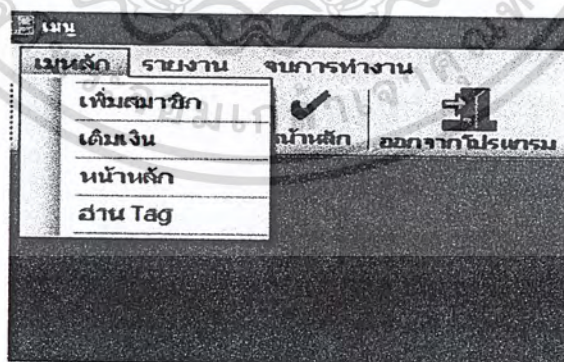 เมนู
เมนูหลัก รายงาน จบการทำงาน
เพิ่มสมาชิก
เติมเงิน
หน้าหลัก
อ่าน Tag
น้าหลัก ออกจากโปรแกรม